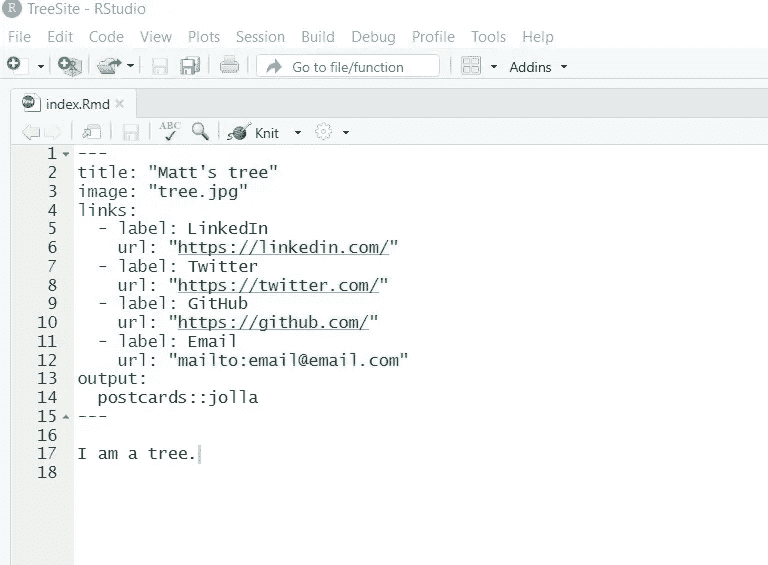 R TreeSite - RStudio
File Edit Code View Plots Session Build Debug Profile Tools Help
Go to file/function Addins
index.Rmd
ABC Knit
1 ---
2 title: "Matt's tree"
3 image: "tree.jpg"
4 links:
5   - label: LinkedIn
6     url: "https://linkedin.com/"
7   - label: Twitter
8     url: "https://twitter.com/"
9   - label: GitHub
10     url: "https://github.com/"
11   - label: Email
12     url: "mailto:email@email.com"
13 output:
14   postcards::jolla
15 ---
16
17 I am a tree.
18